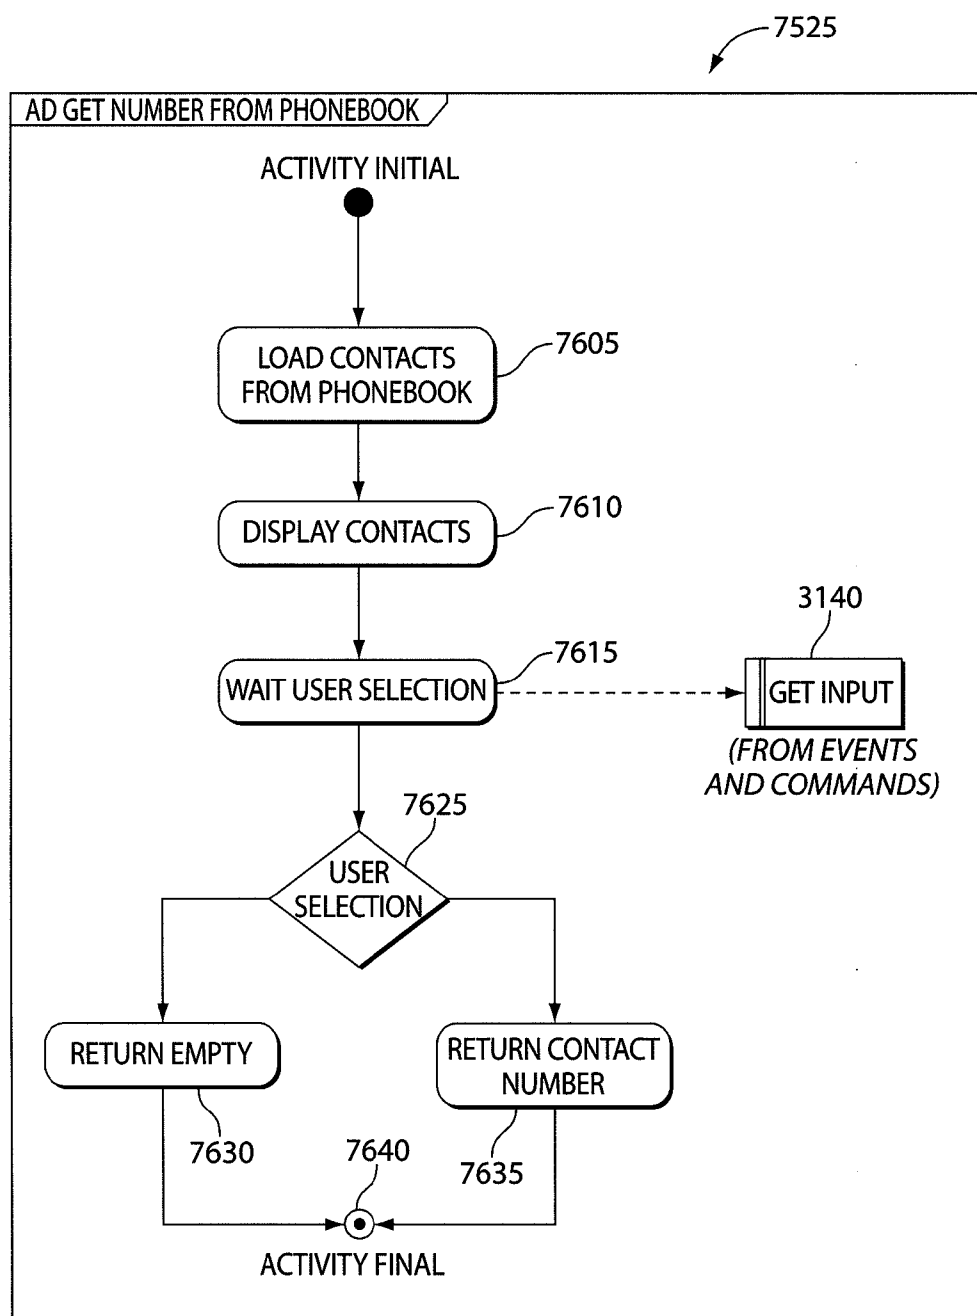 7525
AD GET NUMBER FROM PHONEBOOK
ACTIVITY INITIAL
LOAD CONTACTS
FROM PHONEBOOK
7605
DISPLAY CONTACTS
7610
WAIT USER SELECTION
7615
3140
GET INPUT
(FROM EVENTS
AND COMMANDS)
7625
USER
SELECTION
RETURN EMPTY
7630
RETURN CONTACT
NUMBER
7635
7640
ACTIVITY FINAL